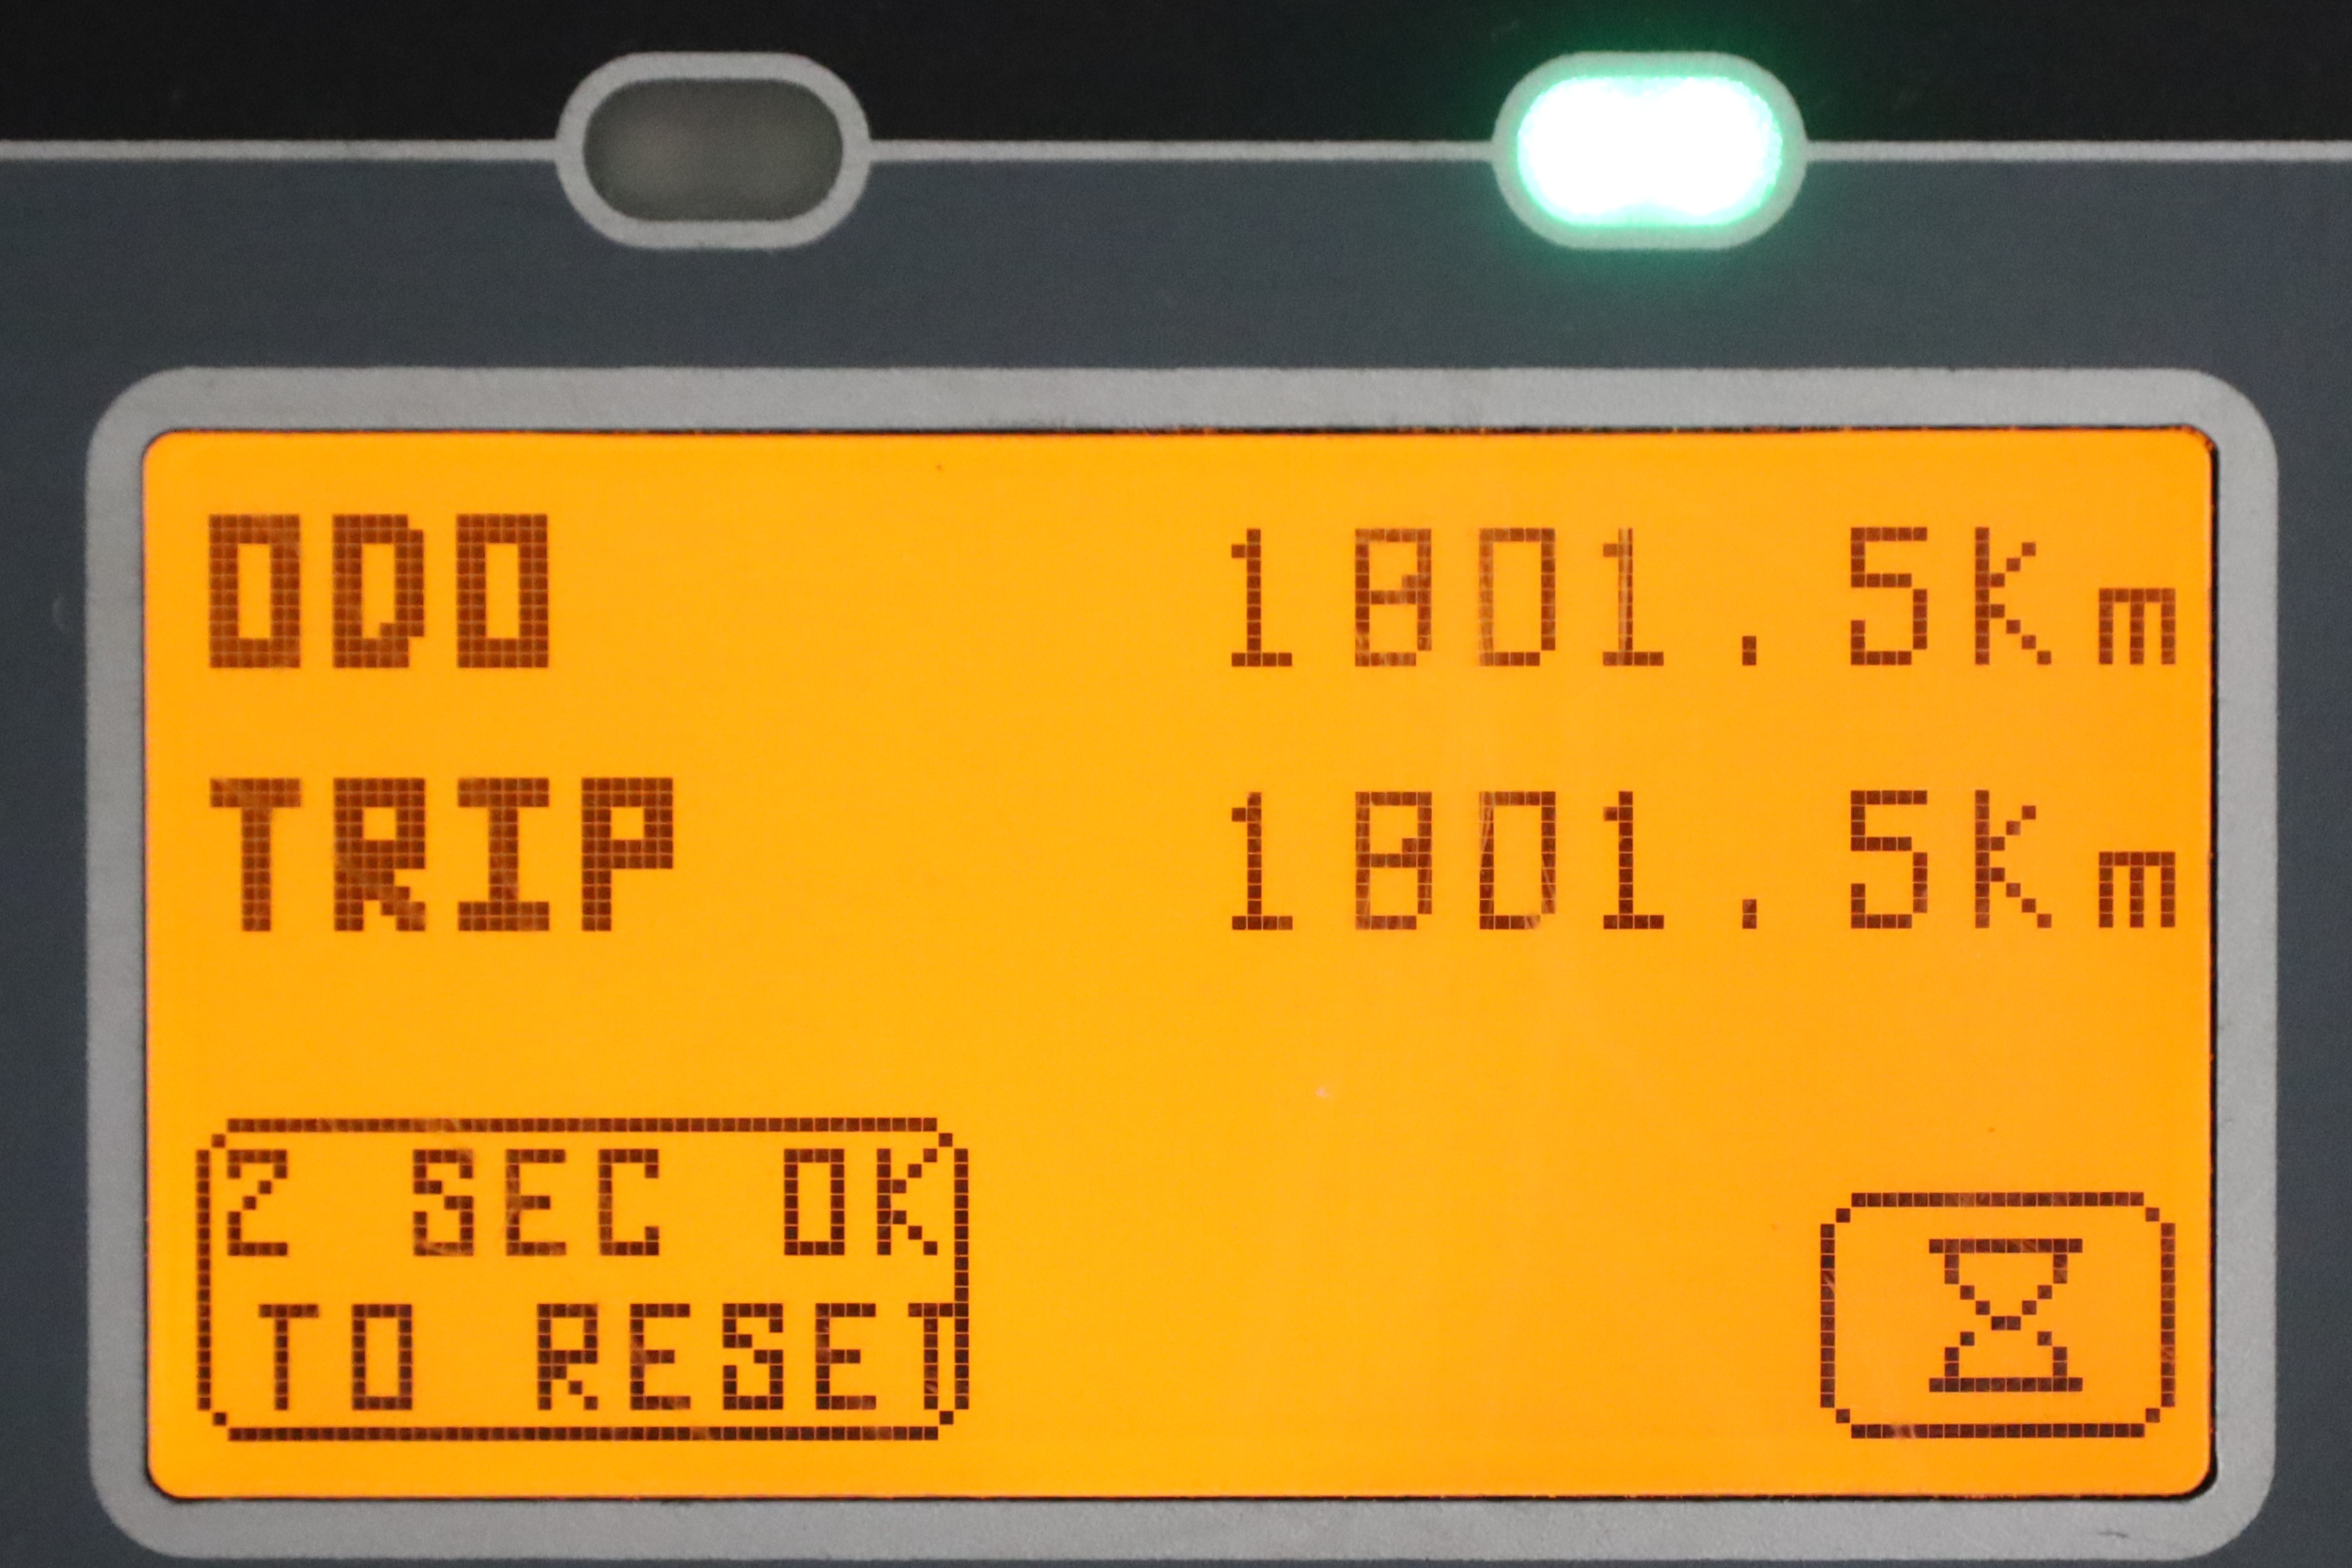 ODO 1801.5Km
TRIP 1801.5Km
2 SEC OK
TO RESET